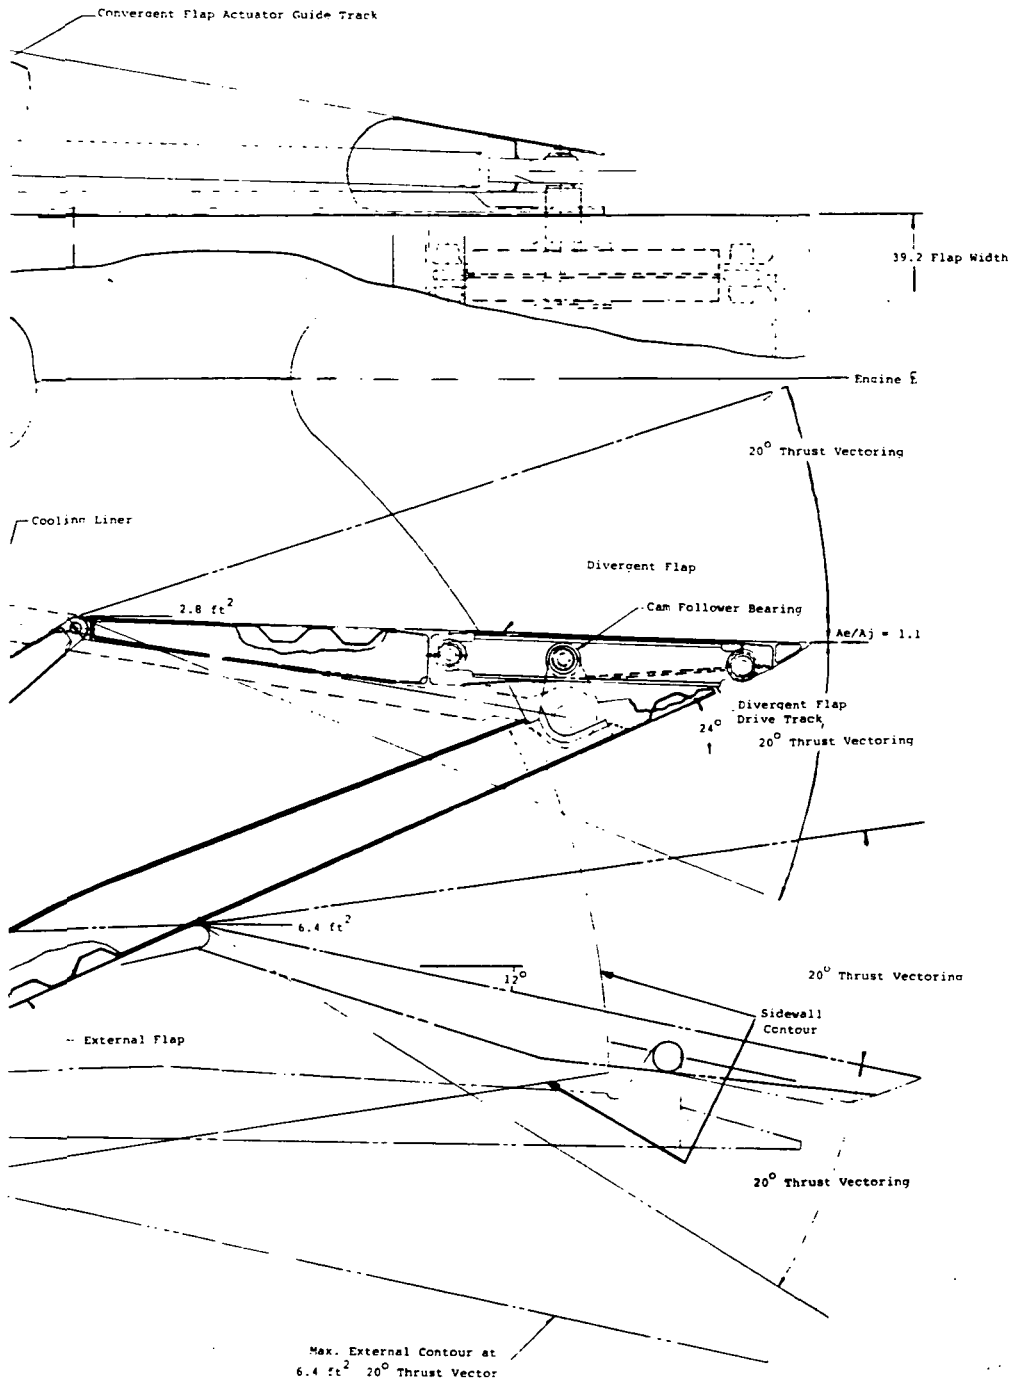 Convergent Flap Actuator Guide Track
39.2 Flap Width
Engine ℄
20° Thrust Vectoring
Cooling Liner
Divergent Flap
2.8 ft²
Cam Follower Bearing
Ae/Aj = 1.1
Divergent Flap
Drive Track
24°
20° Thrust Vectoring
6.4 ft²
12°
20° Thrust Vectoring
Sidewall
Contour
External Flap
20° Thrust Vectoring
Max. External Contour at
6.4 ft² 20° Thrust Vector